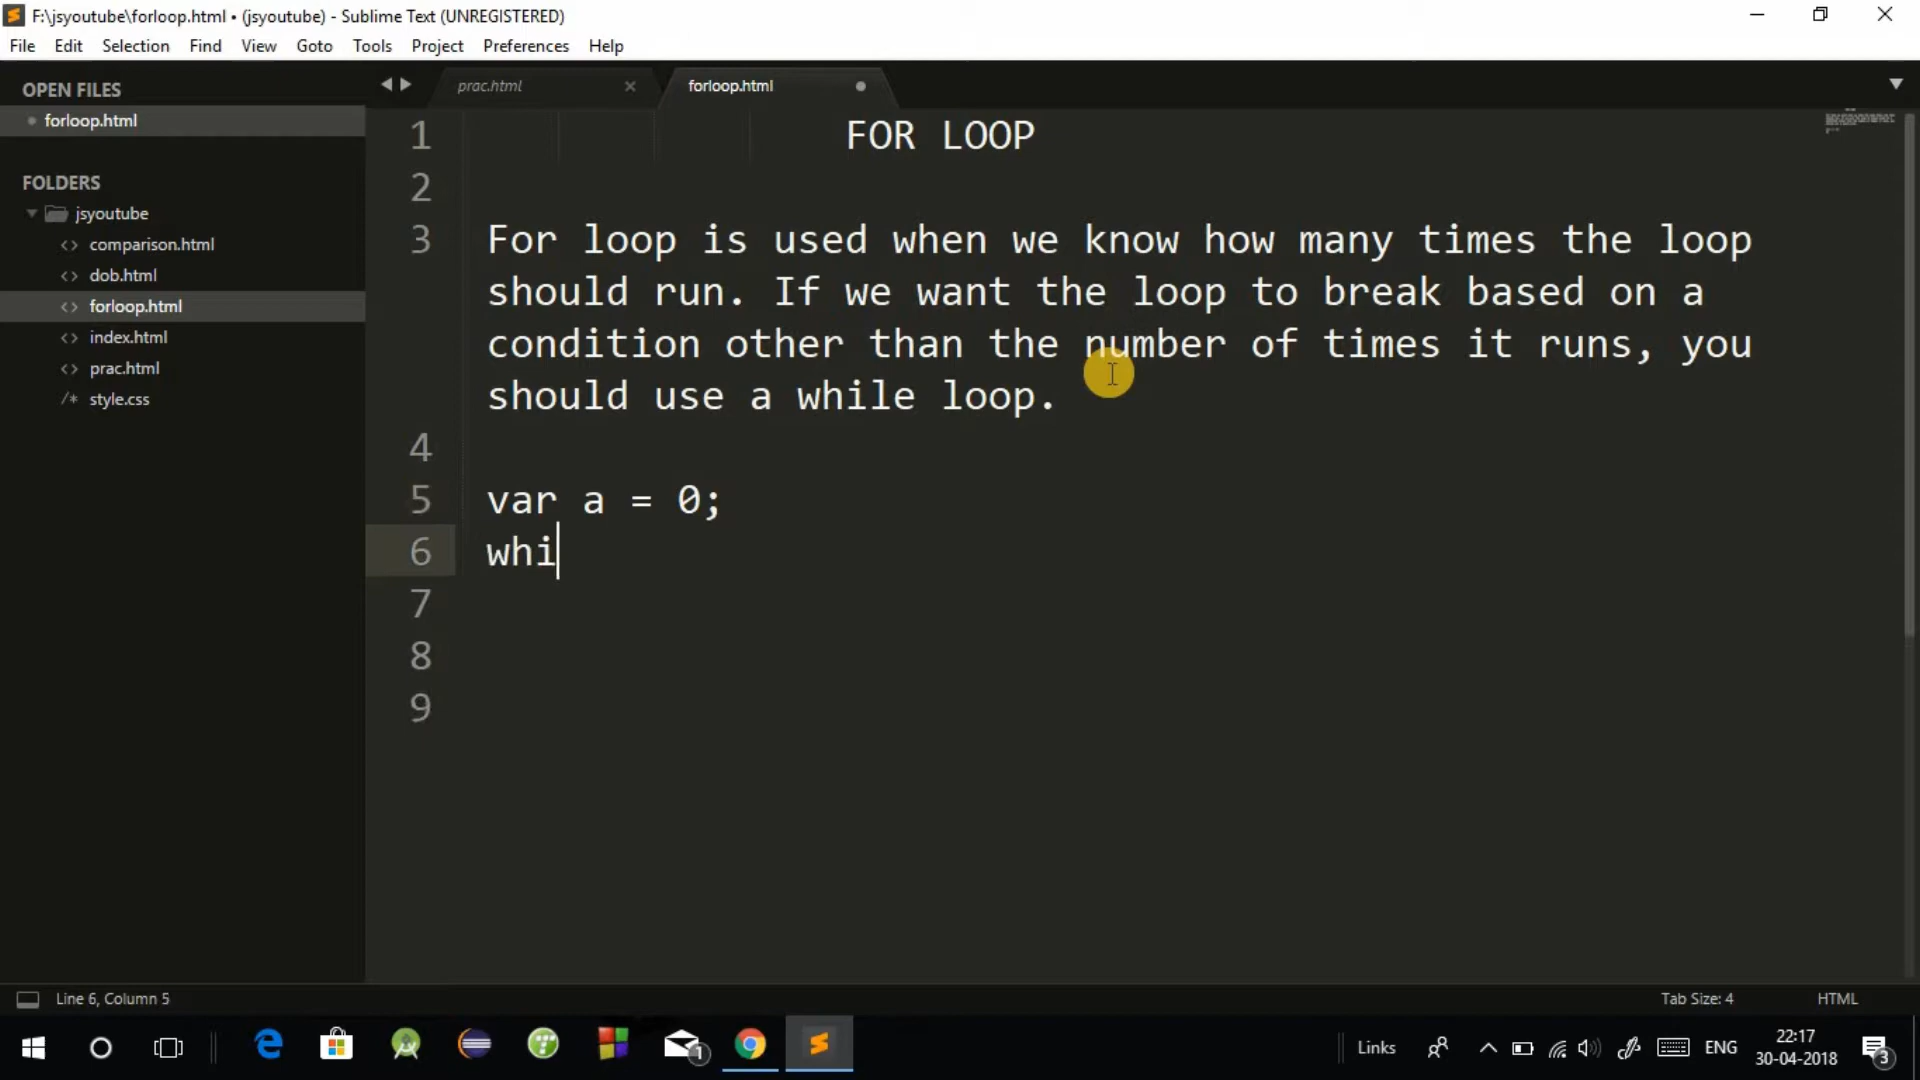 F:\jsyoutube\forloop.html • (jsyoutube) - Sublime Text (UNREGISTERED)
File Edit Selection Find View Goto Tools Project Preferences Help
OPEN FILES
forloop.html
FOLDERS
jsyoutube
comparison.html
dob.html
forloop.html
index.html
prac.html
/* style.css
prac.html forloop.html
1 FOR LOOP
2
3 For loop is used when we know how many times the loop
should run. If we want the loop to break based on a
condition other than the number of times it runs, you
should use a while loop.
4
5 var a = 0;
6 whi
7
8
9
Line 6, Column 5 Tab Size: 4 HTML
1 Links ENG 22:17
30-04-2018 3